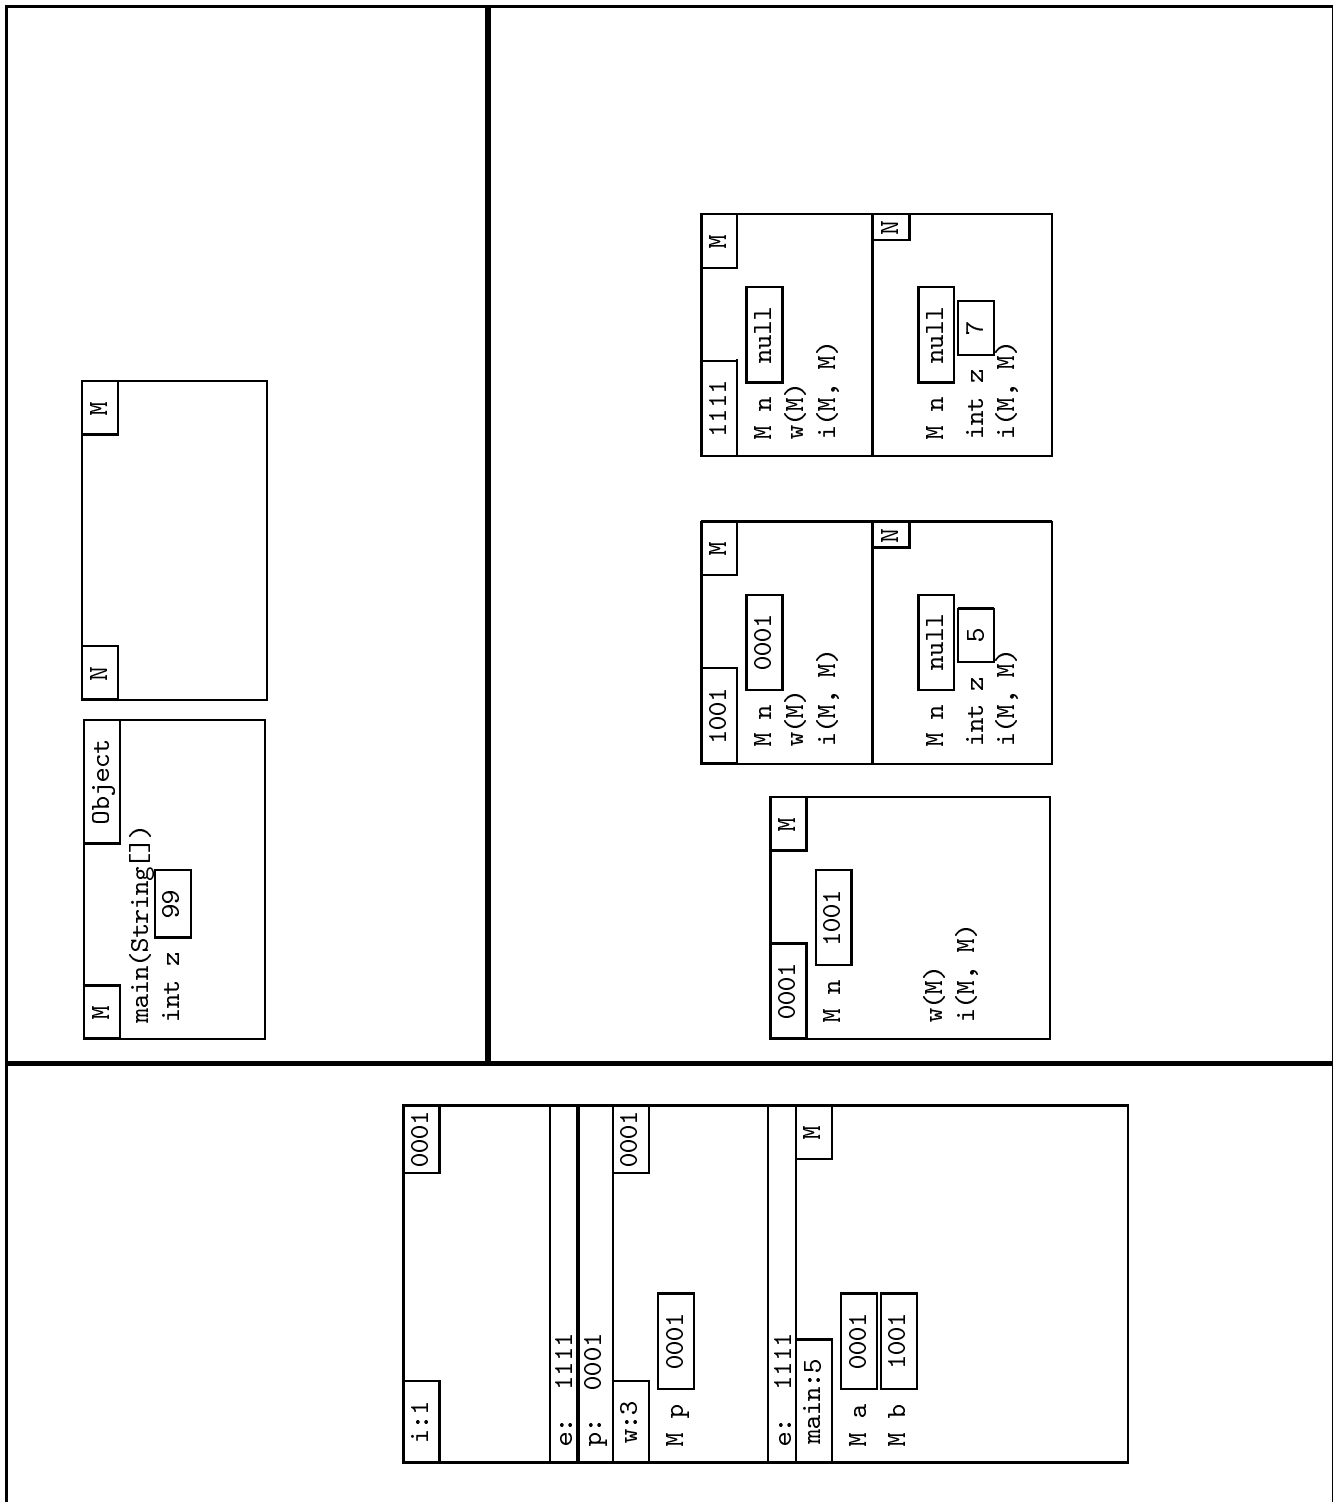 i:1 0001
e: 1111
p: 0001
w:3 0001
M p 0001
e: 1111
main:5 M
M a 0001
M b 1001
M Object
main(String[])
int z 99
N M
0001 M
M n 1001
w(M)
i(M, M)
1001 M
M n 0001
w(M)
i(M, M)
N
M n null
int z 5
i(M, M)
1111 M
M n null
w(M)
i(M, M)
N
M n null
int z 7
i(M, M)